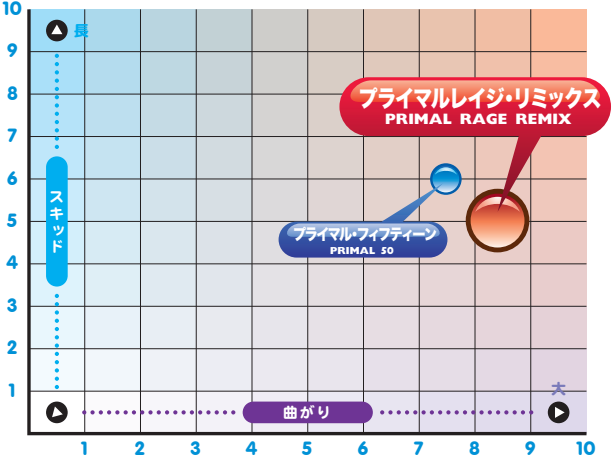 10
長
9
8
プライマルレイジ・リミックス
PRIMAL RAGE REMIX
7
6
スキッド
5
プライマル・フィフティーン
PRIMAL 50
4
3
2
1
大
曲がり
1 2 3 4 5 6 7 8 9 10